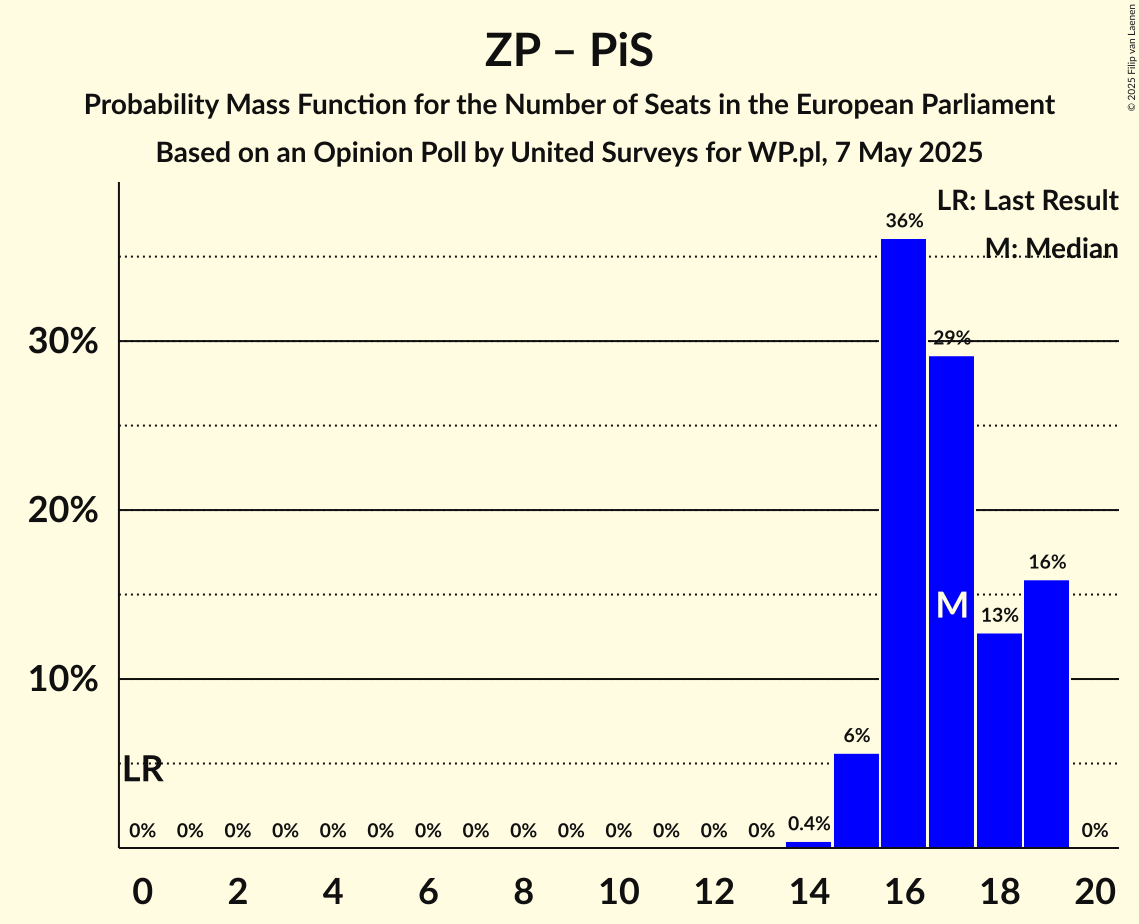 ZP – PiS
Probability Mass Function for the Number of Seats in the European Parliament
Based on an Opinion Poll by United Surveys for WP.pl, 7 May 2025
© 2025 Filip van Laenen
LR: Last Result
M: Median
36%
30%
29%
20%
16%
M
13%
10%
6%
LR
0% 0% 0% 0% 0% 0% 0% 0% 0% 0% 0% 0% 0% 0% 0.4% 0%
0 2 4 6 8 10 12 14 16 18 20